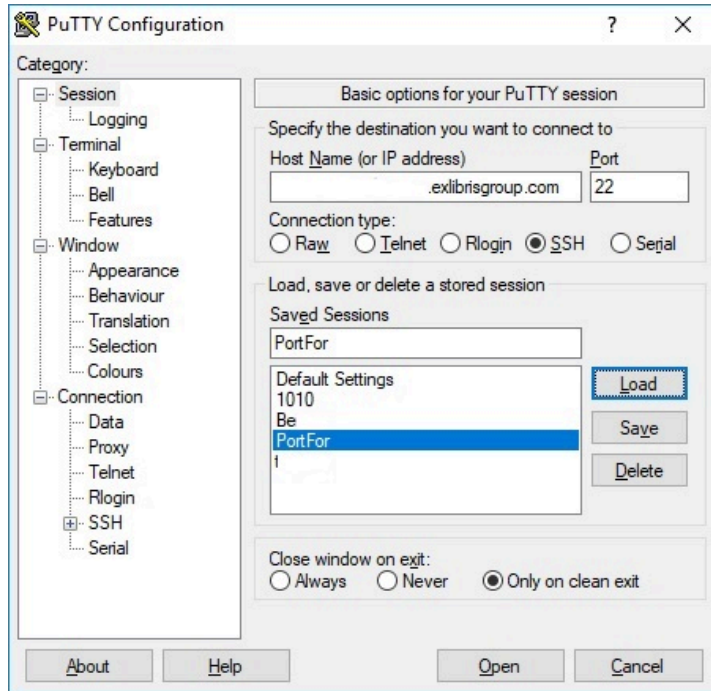 PuTTY Configuration ? X
Category:
Session
Logging
Terminal
Keyboard
Bell
Features
Window
Appearance
Behaviour
Translation
Selection
Colours
Connection
Data
Proxy
Telnet
Rlogin
SSH
Serial
Basic options for your PuTTY session
Specify the destination you want to connect to
Host Name (or IP address) Port
.exlibrisgroup.com 22
Connection type:
Raw Telnet Rlogin SSH Serial
Load, save or delete a stored session
Saved Sessions
PortFor
Default Settings
1010
Be
PortFor
Load
Save
Delete
Close window on exit:
Always Never Only on clean exit
About Help Open Cancel